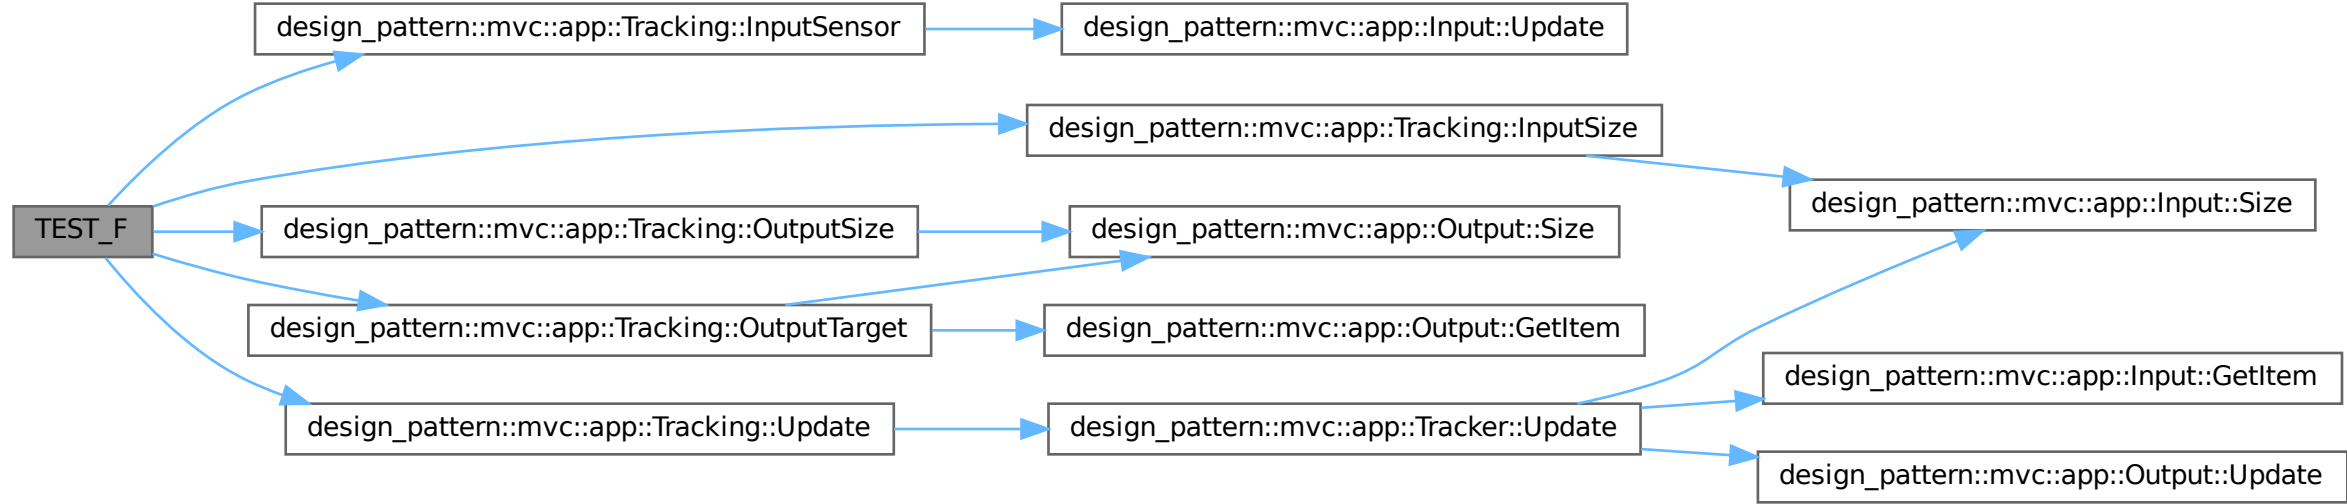 design_pattern::mvc::app::Tracking::InputSensor
design_pattern::mvc::app::Input::Update
design_pattern::mvc::app::Tracking::InputSize
design_pattern::mvc::app::Input::Size
TEST_F
design_pattern::mvc::app::Tracking::OutputSize
design_pattern::mvc::app::Output::Size
design_pattern::mvc::app::Tracking::OutputTarget
design_pattern::mvc::app::Output::GetItem
design_pattern::mvc::app::Input::GetItem
design_pattern::mvc::app::Tracking::Update
design_pattern::mvc::app::Tracker::Update
design_pattern::mvc::app::Output::Update